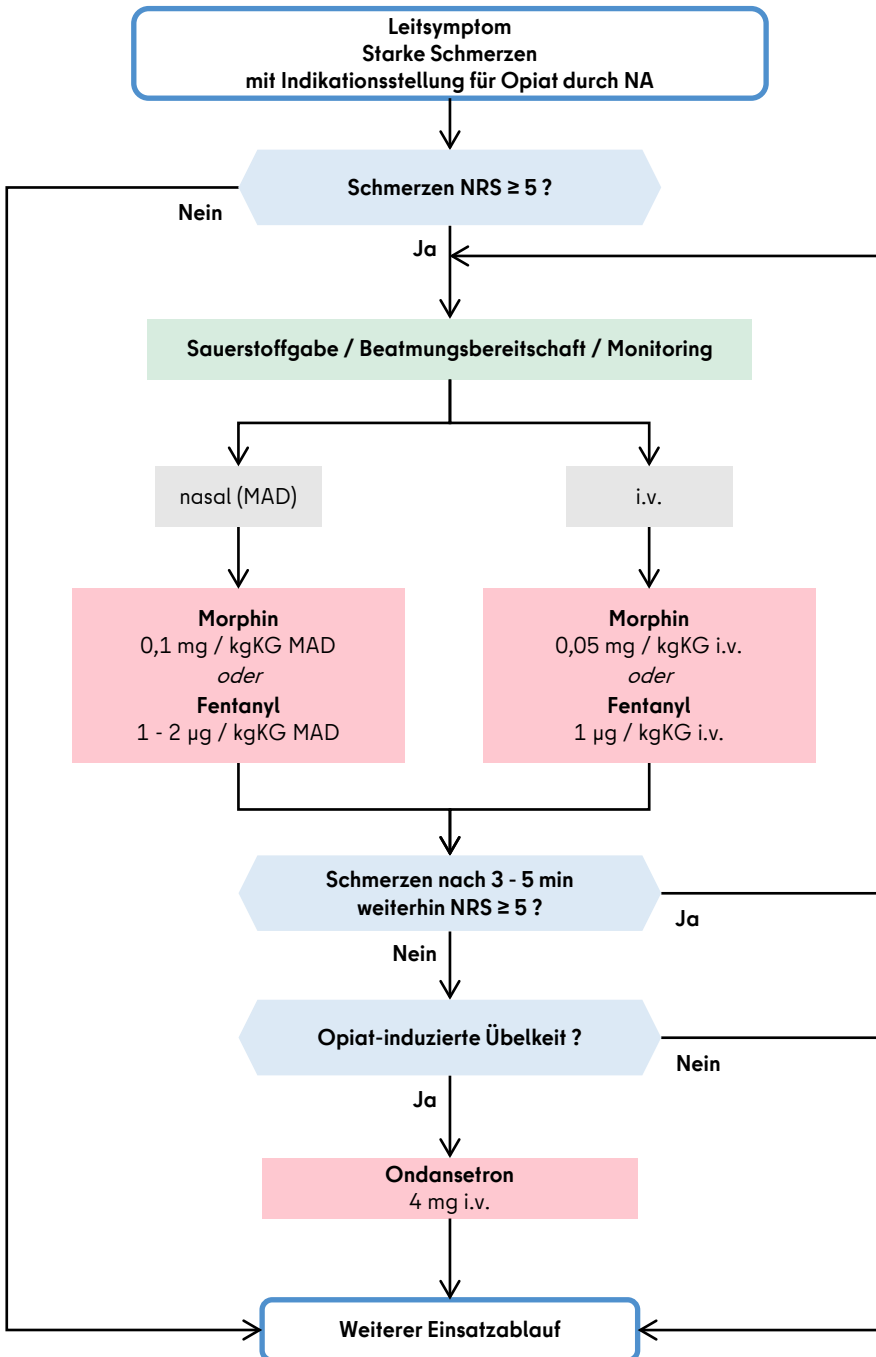 Leitsymptom
Starke Schmerzen
mit Indikationsstellung für Opiat durch NA
Schmerzen NRS ≥ 5 ?
Nein
Ja
Sauerstoffgabe / Beatmungsbereitschaft / Monitoring
nasal (MAD)
i.v.
Morphin
0,1 mg / kgKG MAD
oder
Fentanyl
1 - 2 µg / kgKG MAD
Morphin
0,05 mg / kgKG i.v.
oder
Fentanyl
1 µg / kgKG i.v.
Schmerzen nach 3 - 5 min
weiterhin NRS ≥ 5 ?
Ja
Nein
Opiat-induzierte Übelkeit ?
Nein
Ja
Ondansetron
4 mg i.v.
Weiterer Einsatzablauf